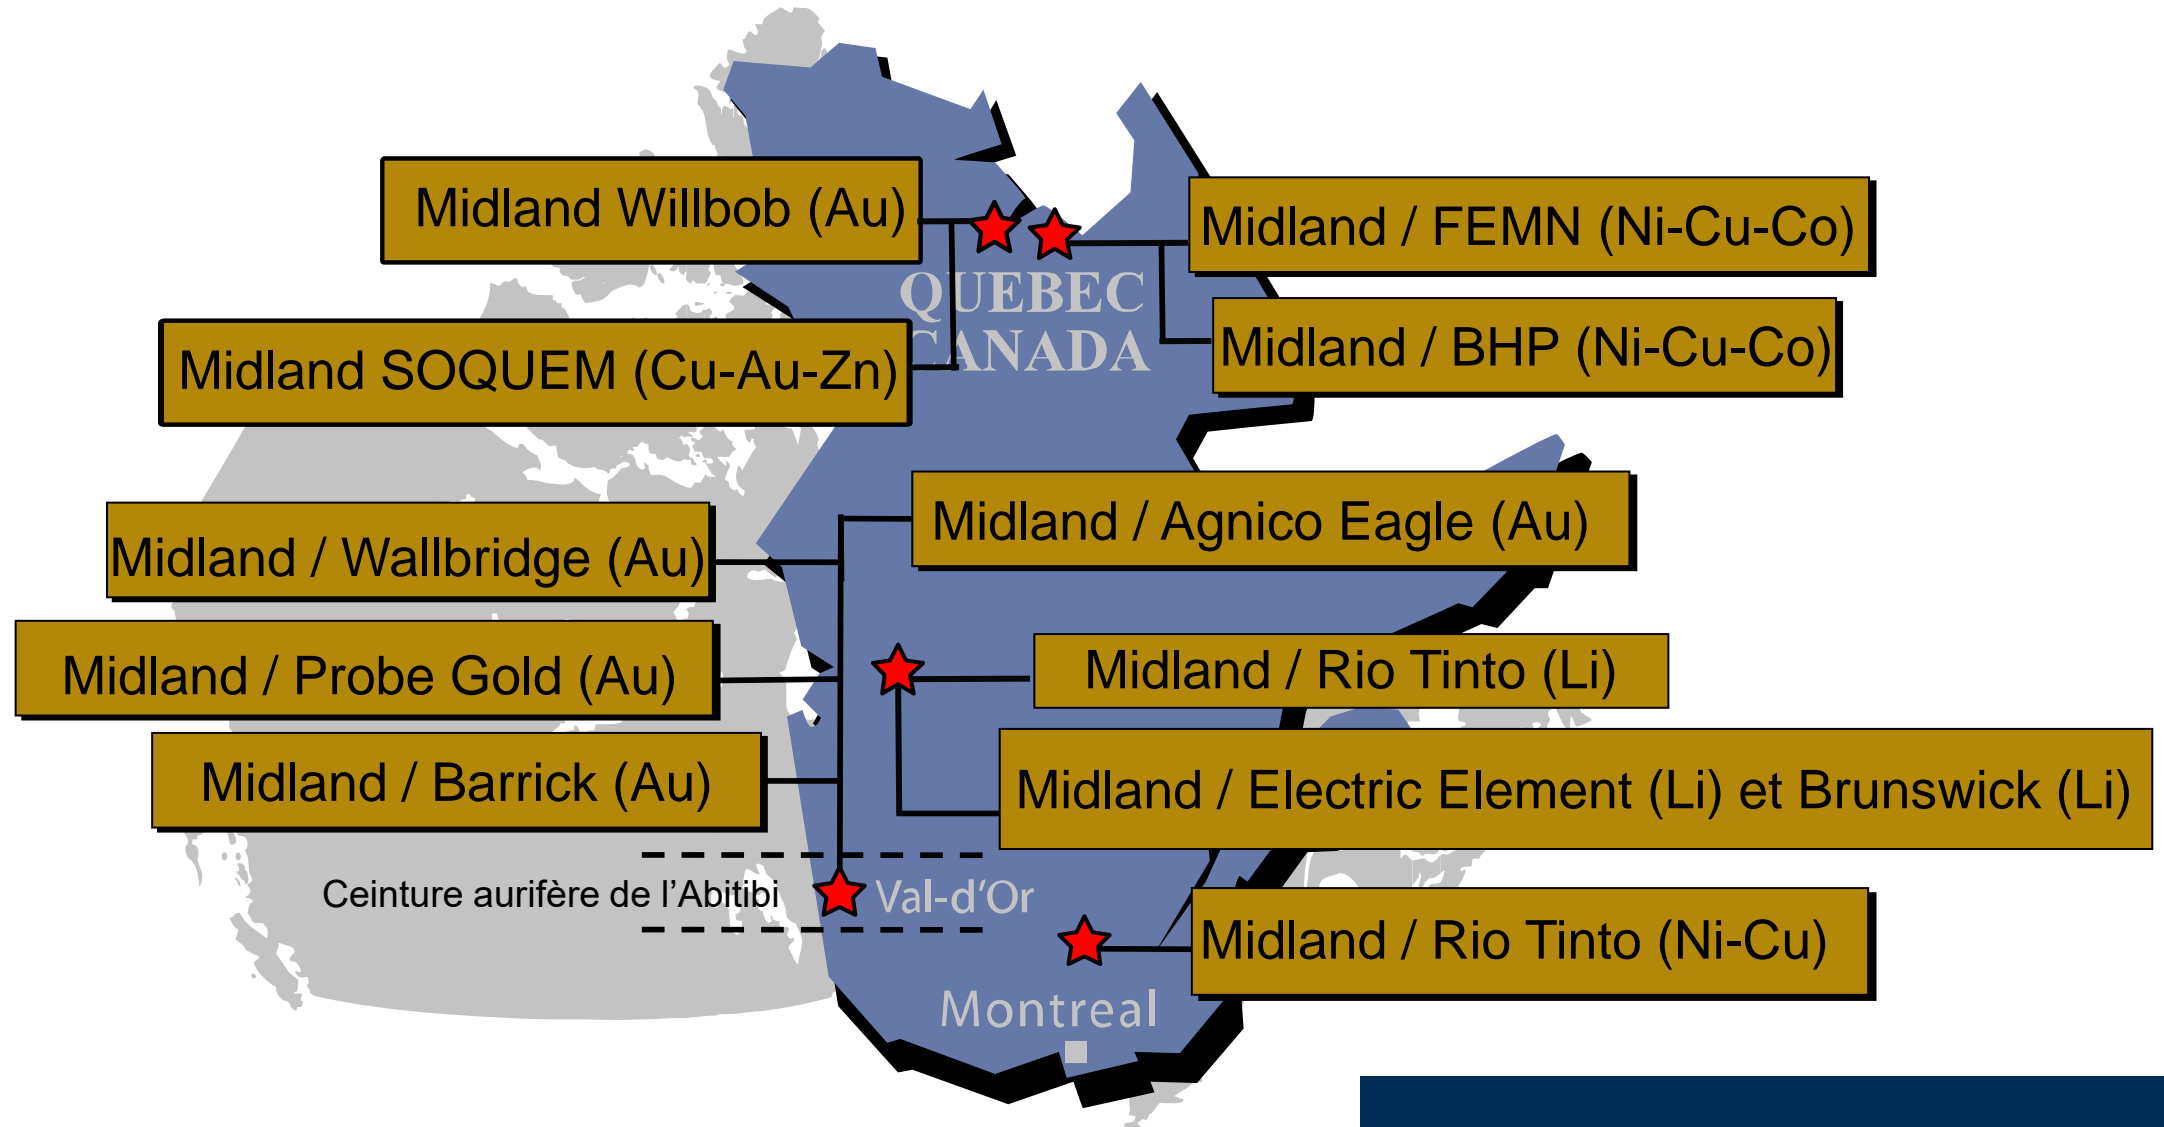 Midland Willbob (Au)
Midland / FEMN (Ni-Cu-Co)
QUEBEC
CANADA
Midland SOQUEM (Cu-Au-Zn)
Midland / BHP (Ni-Cu-Co)
Midland / Agnico Eagle (Au)
Midland / Wallbridge (Au)
Midland / Probe Gold (Au)
Midland / Rio Tinto (Li)
Midland / Barrick (Au)
Midland / Electric Element (Li) et Brunswick (Li)
Ceinture aurifère de l’Abitibi
Val-d’Or
Midland / Rio Tinto (Ni-Cu)
Montreal